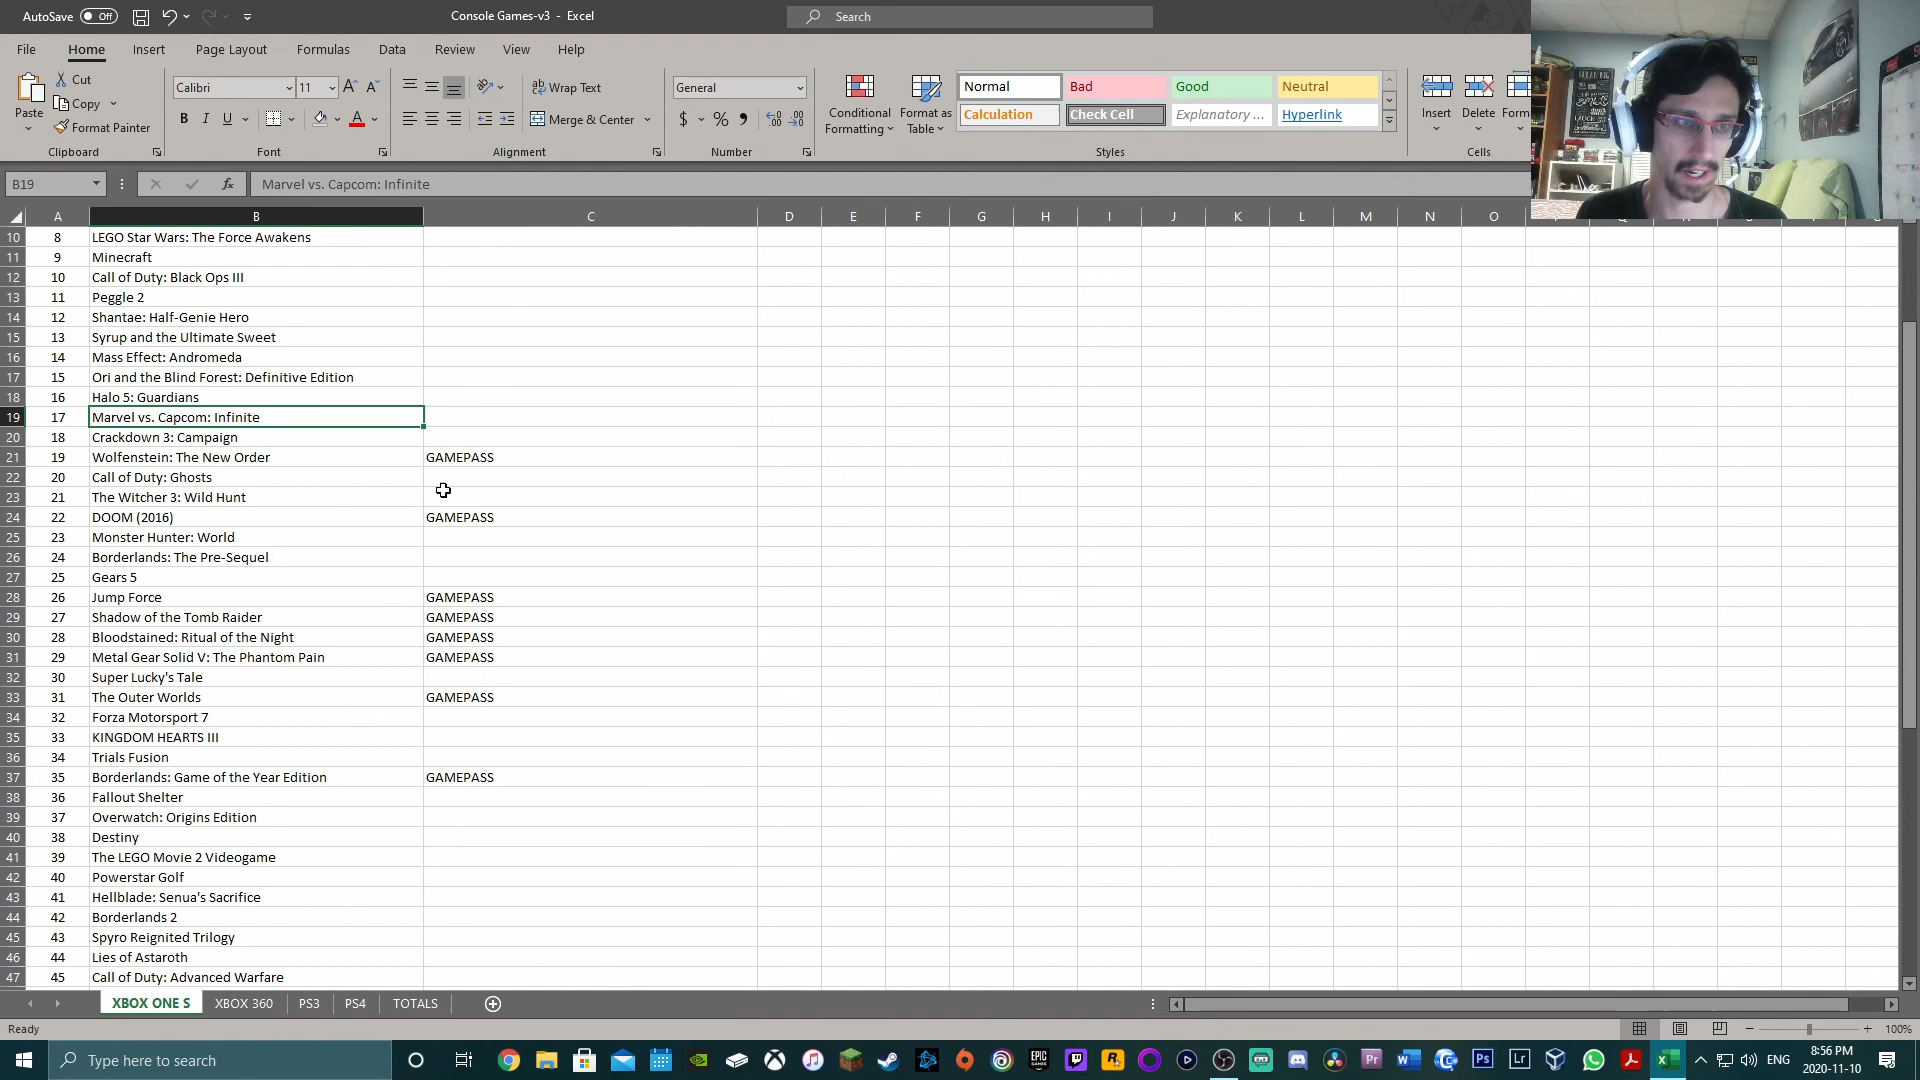 AutoSave Off Console Games-v3 - Excel Search
File Home Insert Page Layout Formulas Data Review View Help
Paste Cut Copy Format Painter
Clipboard
Calibri 11
B I U
Font
Wrap Text
Merge & Center
Alignment
General
$ % 9
Number
Conditional Formatting
Format as Table
Normal Bad Good Neutral
Calculation Check Cell Explanatory ... Hyperlink
Styles
Insert Delete Form
Cells
B19 fx Marvel vs. Capcom: Infinite
A B C D E F G H I J K L M N O
10 8 LEGO Star Wars: The Force Awakens
11 9 Minecraft
12 10 Call of Duty: Black Ops III
13 11 Peggle 2
14 12 Shantae: Half-Genie Hero
15 13 Syrup and the Ultimate Sweet
16 14 Mass Effect: Andromeda
17 15 Ori and the Blind Forest: Definitive Edition
18 16 Halo 5: Guardians
19 17 Marvel vs. Capcom: Infinite
20 18 Crackdown 3: Campaign
21 19 Wolfenstein: The New Order GAMEPASS
22 20 Call of Duty: Ghosts
23 21 The Witcher 3: Wild Hunt
24 22 DOOM (2016) GAMEPASS
25 23 Monster Hunter: World
26 24 Borderlands: The Pre-Sequel
27 25 Gears 5
28 26 Jump Force GAMEPASS
29 27 Shadow of the Tomb Raider GAMEPASS
30 28 Bloodstained: Ritual of the Night GAMEPASS
31 29 Metal Gear Solid V: The Phantom Pain GAMEPASS
32 30 Super Lucky's Tale
33 31 The Outer Worlds GAMEPASS
34 32 Forza Motorsport 7
35 33 KINGDOM HEARTS III
36 34 Trials Fusion
37 35 Borderlands: Game of the Year Edition GAMEPASS
38 36 Fallout Shelter
39 37 Overwatch: Origins Edition
40 38 Destiny
41 39 The LEGO Movie 2 Videogame
42 40 Powerstar Golf
43 41 Hellblade: Senua's Sacrifice
44 42 Borderlands 2
45 43 Spyro Reignited Trilogy
46 44 Lies of Astaroth
47 45 Call of Duty: Advanced Warfare
XBOX ONE S XBOX 360 PS3 PS4 TOTALS
Ready 100%
Type here to search EPIC GAMES Pr Ps Lr ENG 8:56 PM
2020-11-10